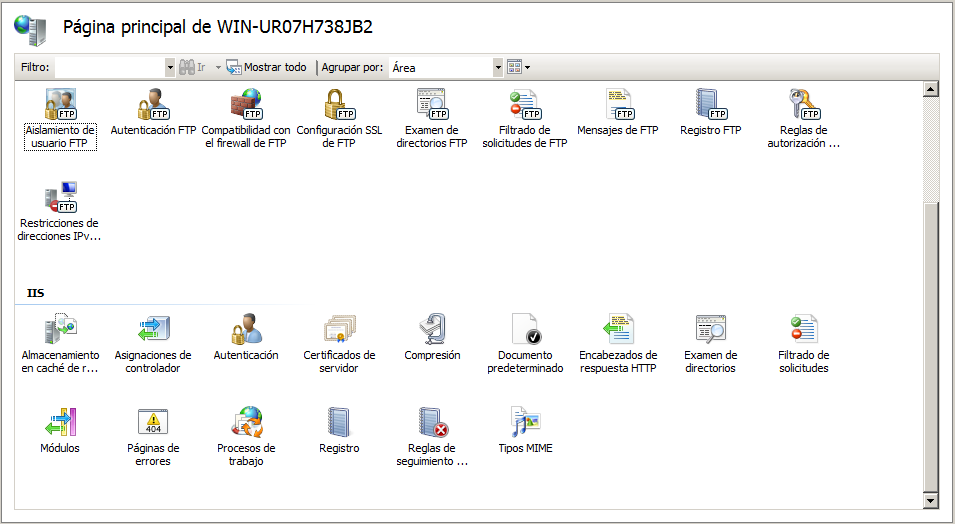 Página principal de WIN-UR07H738JB2
Filtro: Ir Mostrar todo Agrupar por: Área
FTP FTP FTP FTP FTP FTP FTP FTP FTP
Aislamiento de Autenticación FTP Compatibilidad con Configuración SSL Examen de Filtrado de Mensajes de FTP Registro FTP Reglas de
usuario FTP el firewall de FTP de FTP directorios FTP solicitudes de FTP autorización ...
FTP
Restricciones de
direcciones IPv...
IIS
Almacenamiento Asignaciones de Autenticación Certificados de Compresión Documento Encabezados de Examen de Filtrado de
en caché de r... controlador servidor predeterminado respuesta HTTP directorios solicitudes
404
Módulos Páginas de Procesos de Registro Reglas de Tipos MIME
errores trabajo seguimiento ...